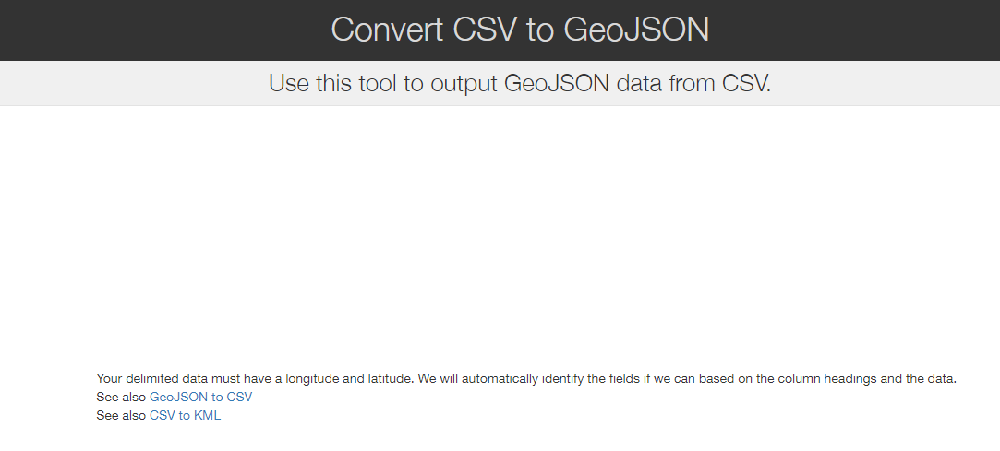 Convert CSV to GeoJSON
Use this tool to output GeoJSON data from CSV.
Your delimited data must have a longitude and latitude. We will automatically identify the fields if we can based on the column headings and the data.
See also GeoJSON to CSV
See also CSV to KML